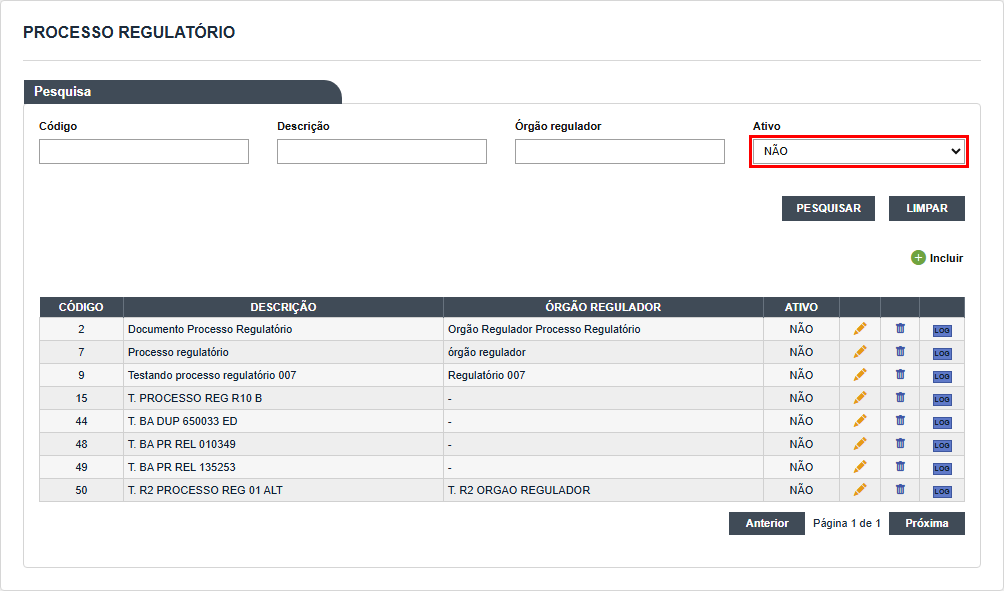 PROCESSO REGULATÓRIO
Pesquisa
Código Descrição Órgão regulador Ativo
NÃO
PESQUISAR LIMPAR
Incluir
CÓDIGO DESCRIÇÃO ÓRGÃO REGULADOR ATIVO
2 Documento Processo Regulatório Orgão Regulador Processo Regulatório NÃO LOG
7 Processo regulatório órgão regulador NÃO LOG
9 Testando processo regulatório 007 Regulatório 007 NÃO LOG
15 T. PROCESSO REG R10 B - NÃO LOG
44 T. BA DUP 650033 ED - NÃO LOG
48 T. BA PR REL 010349 - NÃO LOG
49 T. BA PR REL 135253 - NÃO LOG
50 T. R2 PROCESSO REG 01 ALT T. R2 ORGAO REGULADOR NÃO LOG
Anterior Página 1 de 1 Próxima